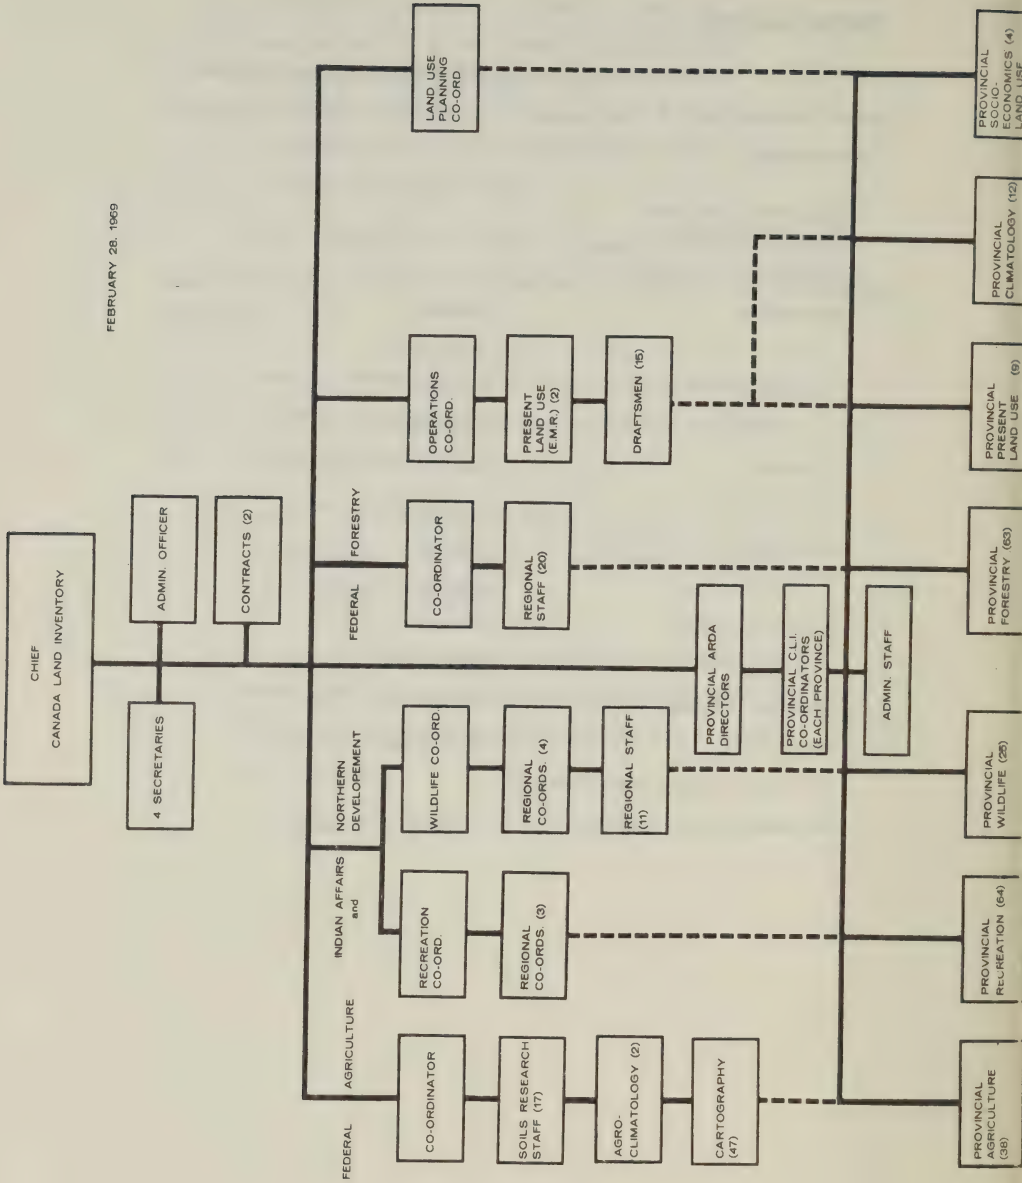 FEBRUARY 28, 1969
CHIEF
CANADA LAND INVENTORY
4 SECRETARIES
ADMIN. OFFICER
CONTRACTS (2)
FEDERAL AGRICULTURE
CO-ORDINATOR
SOILS RESEARCH
STAFF (17)
AGRO-
CLIMATOLOGY (2)
CARTOGRAPHY
(47)
INDIAN AFFAIRS
and
NORTHERN
DEVELOPEMENT
RECREATION
CO-ORD.
REGIONAL
CO-ORDS. (3)
WILDLIFE CO-ORD.
REGIONAL
CO-ORDS. (4)
REGIONAL STAFF
(11)
FEDERAL FORESTRY
CO-ORDINATOR
REGIONAL
STAFF (20)
OPERATIONS
CO-ORD.
PRESENT
LAND USE
(E.M.R.) (2)
DRAFTSMEN (15)
LAND USE
PLANNING
CO-ORD
PROVINCIAL ARDA
DIRECTORS
PROVINCIAL C.L.I.
CO-ORDINATORS
(EACH PROVINCE)
ADMIN. STAFF
PROVINCIAL
AGRICULTURE
(38)
PROVINCIAL
RECREATION (64)
PROVINCIAL
WILDLIFE (25)
PROVINCIAL
FORESTRY (63)
PROVINCIAL
PRESENT
LAND USE (9)
PROVINCIAL
CLIMATOLOGY (12)
PROVINCIAL
SOCIO-
ECONOMICS (4)
LAND USE